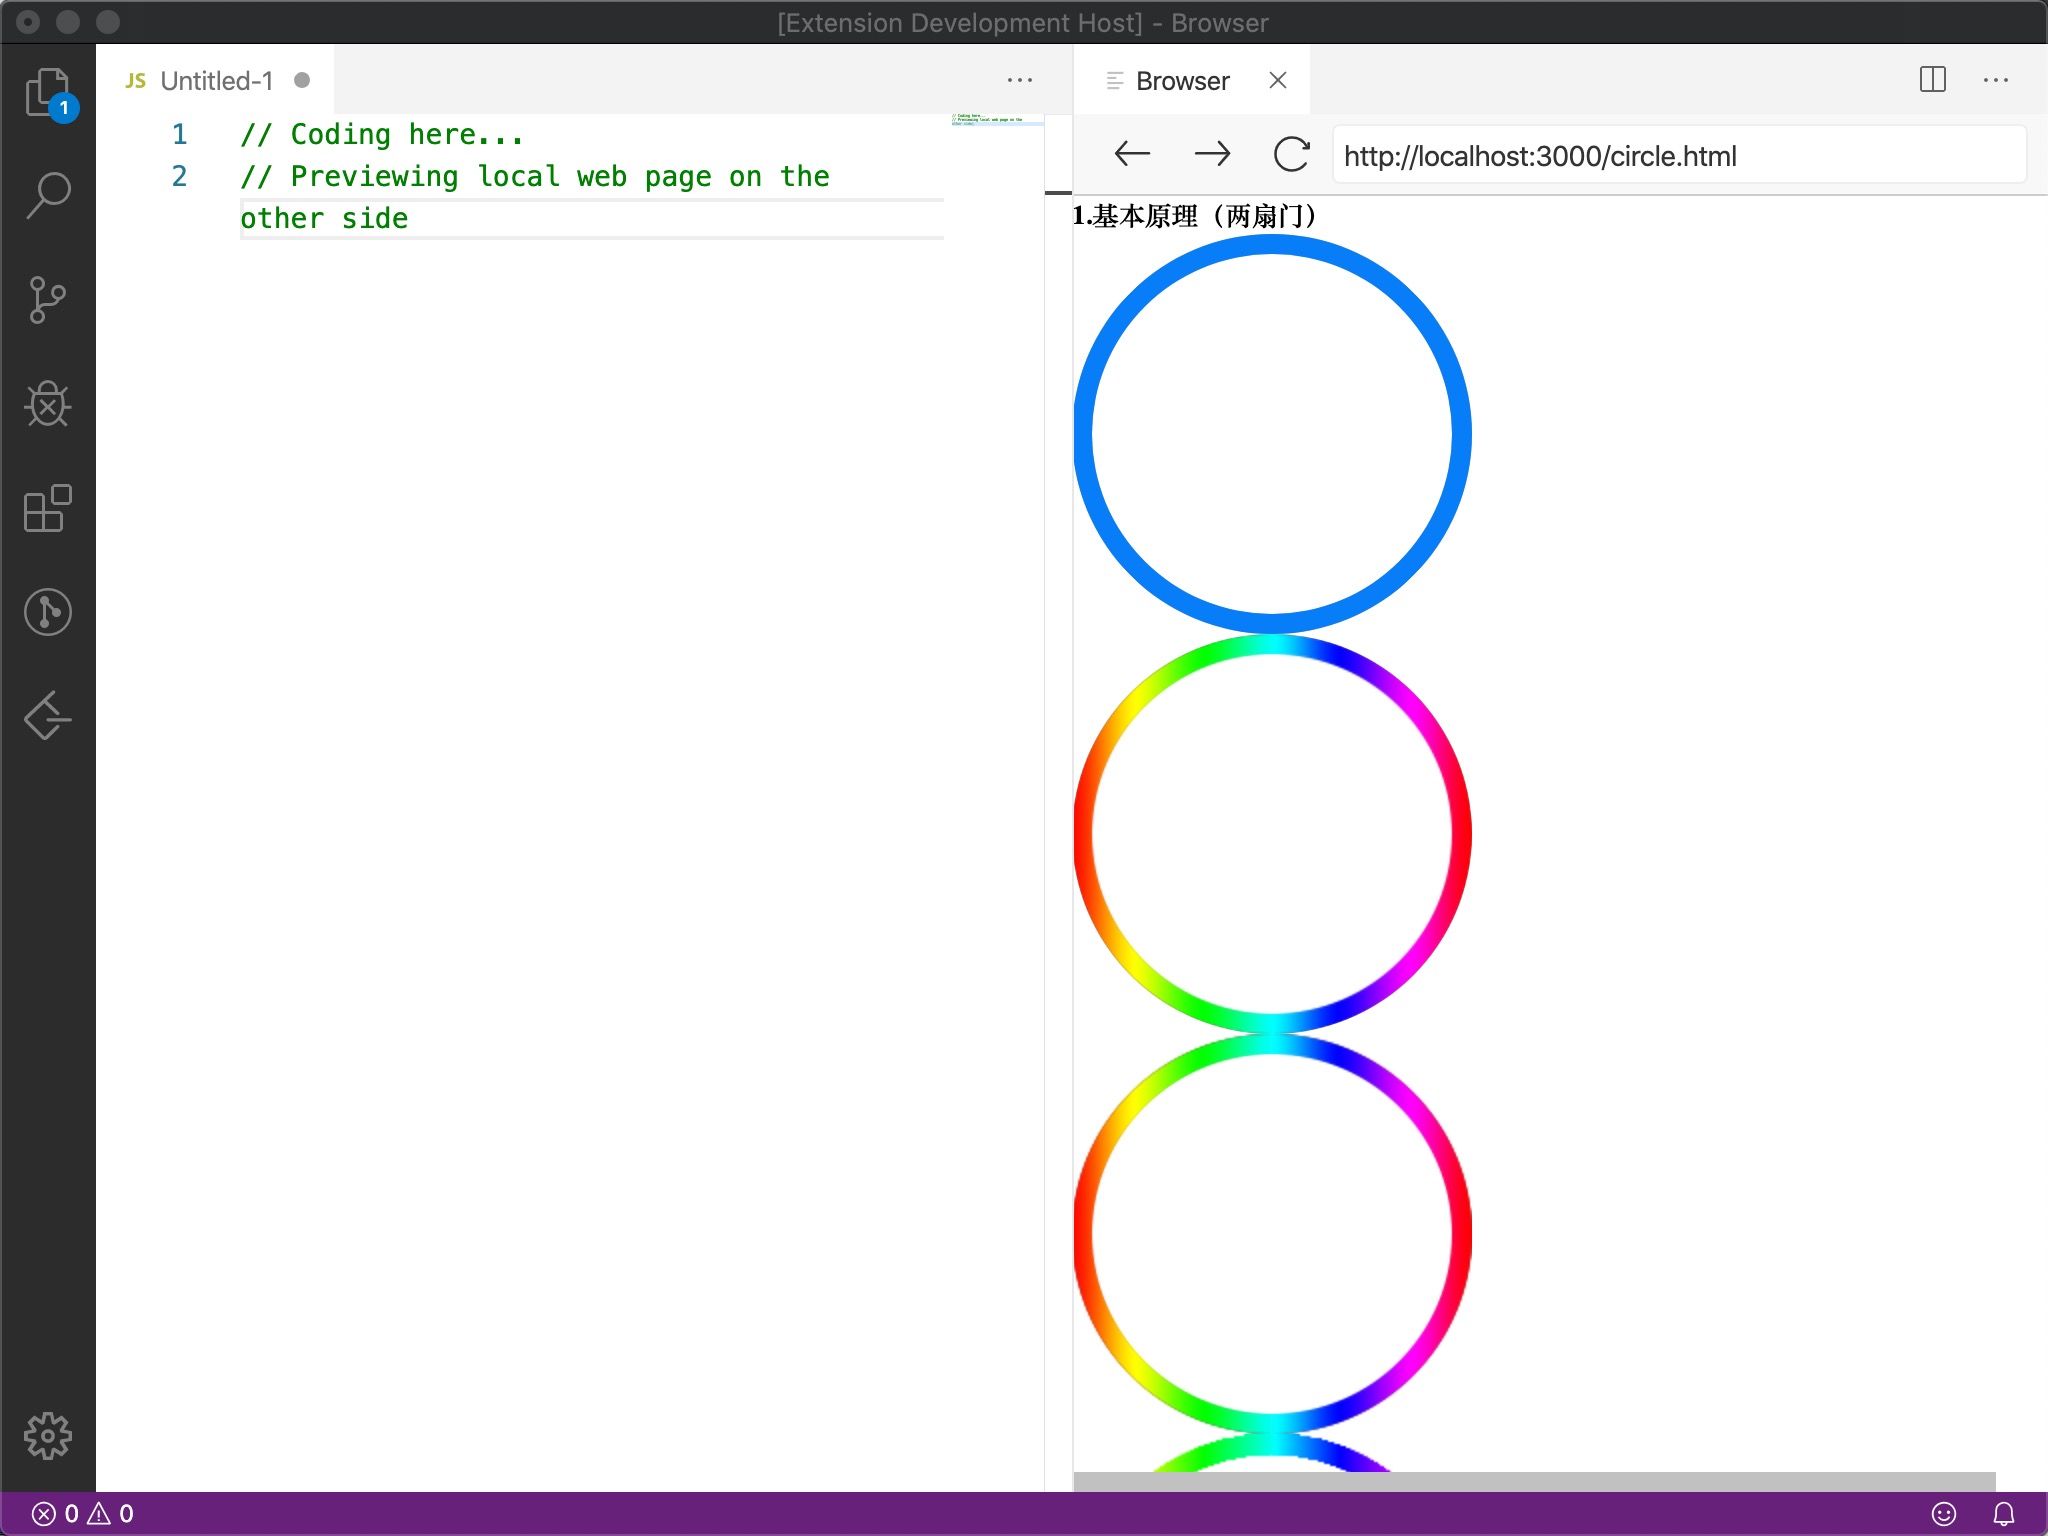 [Extension Development Host] - Browser
JS Untitled-1
Browser
1
http://localhost:3000/circle.html
1 // Coding here...
2 // Previewing local web page on the
other side
1.基本原理（两扇门）
0 0